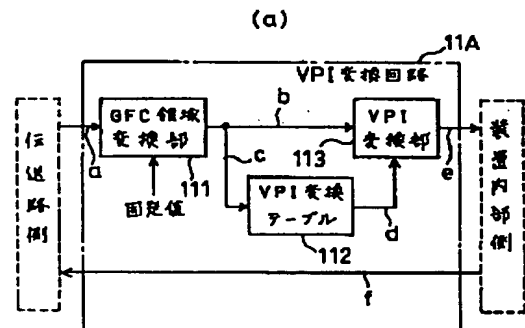 (a)
11A
VPI変換回路
伝送路側
a
GFC領域
変換部
111
固定値
b
c
VPI変換
テーブル
112
d
113
VPI
変換部
e
装置内部側
f